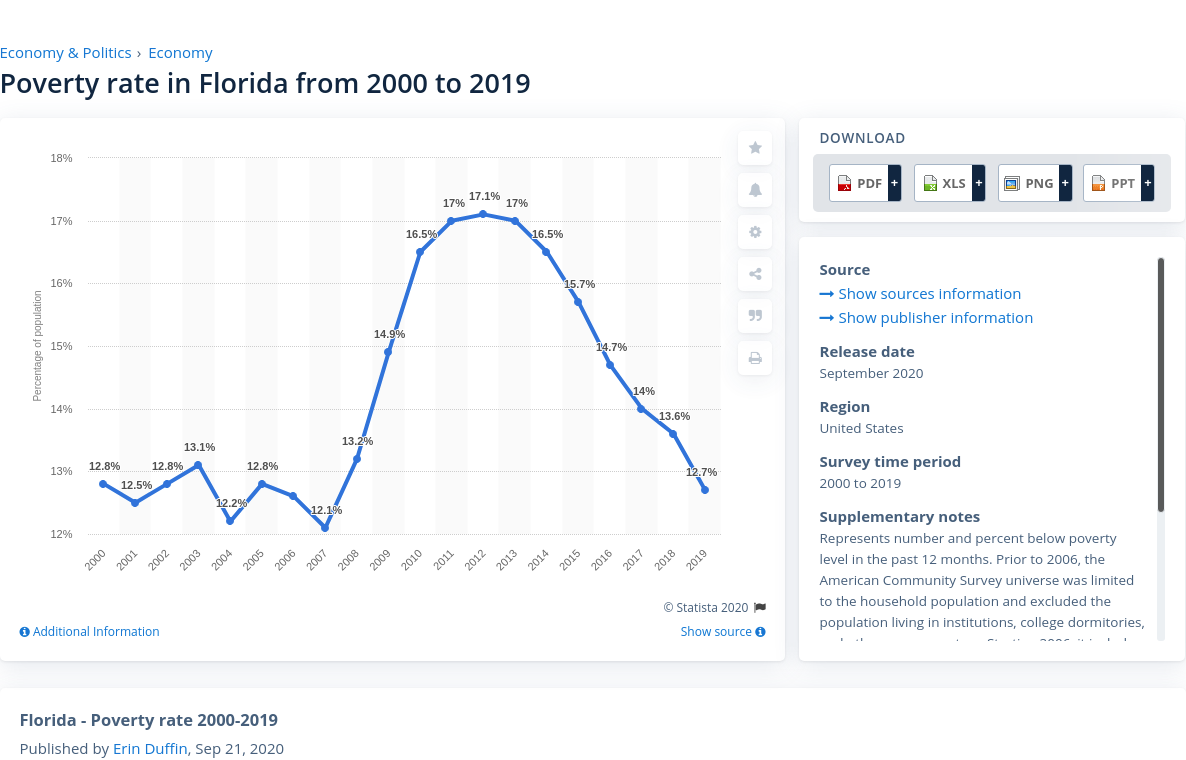 Economy & Politics › Economy
Poverty rate in Florida from 2000 to 2019
18%
17%
16%
15%
14%
13%
12%
Percentage of population
12.8%
12.5%
12.8%
13.1%
12.2%
12.8%
12.1%
13.2%
14.9%
16.5%
17%
17.1%
17%
16.5%
15.7%
14.7%
14%
13.6%
12.7%
2000
2001
2002
2003
2004
2005
2006
2007
2008
2009
2010
2011
2012
2013
2014
2015
2016
2017
2018
2019
© Statista 2020
Additional Information
Show source
DOWNLOAD
PDF +
XLS +
PNG +
PPT +
Source
Show sources information
Show publisher information
Release date
September 2020
Region
United States
Survey time period
2000 to 2019
Supplementary notes
Represents number and percent below poverty
level in the past 12 months. Prior to 2006, the
American Community Survey universe was limited
to the household population and excluded the
population living in institutions, college dormitories,
Florida - Poverty rate 2000-2019
Published by Erin Duffin, Sep 21, 2020